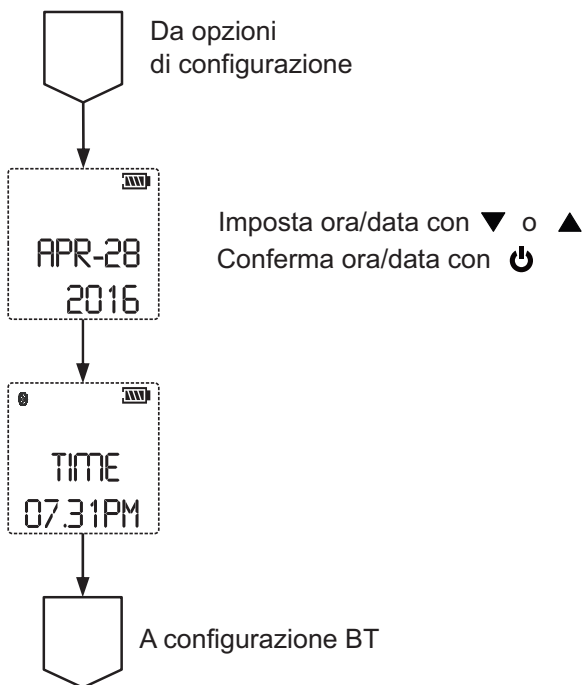 Da opzioni
di configurazione
APR-28
2016
Imposta ora/data con ▼ o ▲
Conferma ora/data con ⏻
TIME
07.31PM
A configurazione BT